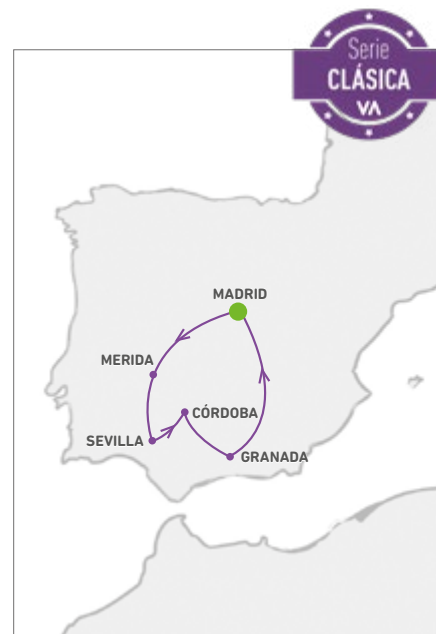 Serie
CLÁSICA
VA
MADRID
MERIDA
CÓRDOBA
SEVILLA
GRANADA